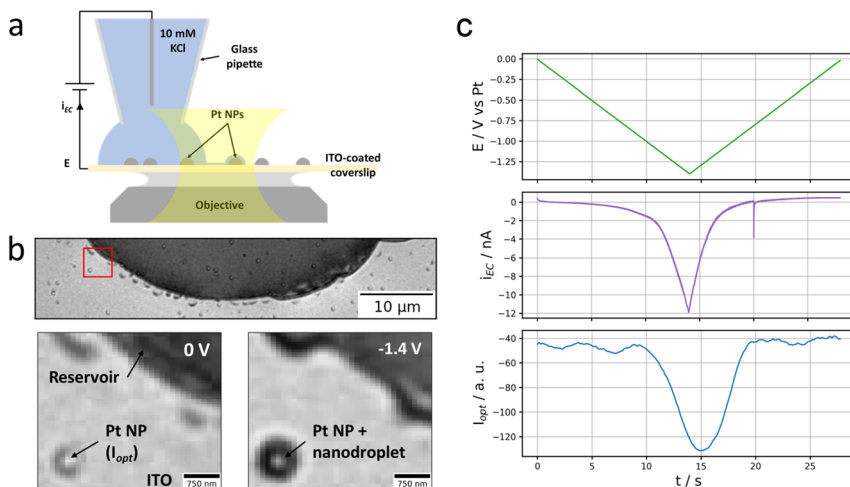 a
10 mM
KCl
Glass
pipette
i_EC
Pt NPs
E
ITO-coated
coverslip
Objective
b
10 μm
0 V
Reservoir
Pt NP
(I_opt)
ITO
750 nm
-1.4 V
Pt NP +
nanodroplet
750 nm
c
E / V vs Pt
0.00
−0.25
−0.50
−0.75
−1.00
−1.25
i_EC / nA
0
−2
−4
−6
−8
−10
−12
I_opt / a. u.
−40
−60
−80
−100
−120
0
5
10
15
20
25
t / s